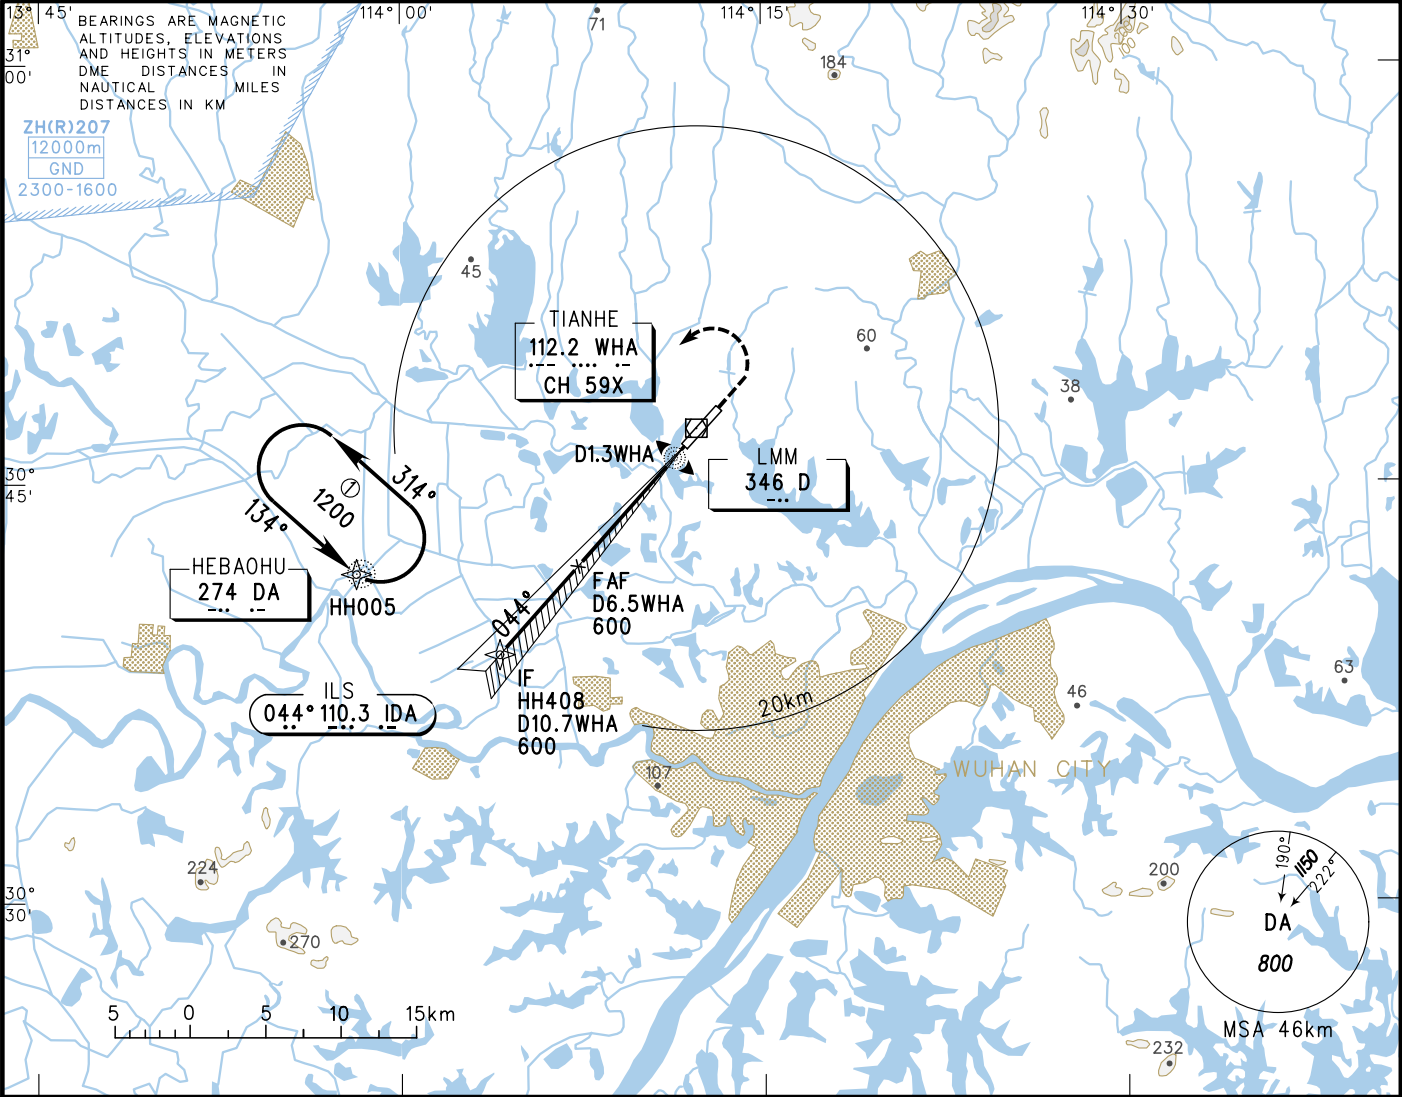 13° 45'
114° 00'
114° 15'
114° 30'
31°
00'
BEARINGS ARE MAGNETIC
ALTITUDES, ELEVATIONS
AND HEIGHTS IN METERS
DME DISTANCES IN
NAUTICAL MILES
DISTANCES IN KM
ZH(R)207
12000m
GND
2300-1600
71
184
45
60
38
TIANHE
112.2 WHA
CH 59X
D1.3WHA
LMM
346 D
30°
45'
314°
1
1200
134°
HEBAOHU
274 DA
HH005
044°
FAF
D6.5WHA
600
IF
HH408
D10.7WHA
600
ILS
044° 110.3 IDA
20km
63
46
107
WUHAN CITY
224
270
200
232
30°
30'
190°
1150
222°
DA
800
MSA 46km
5 0 5 10 15km